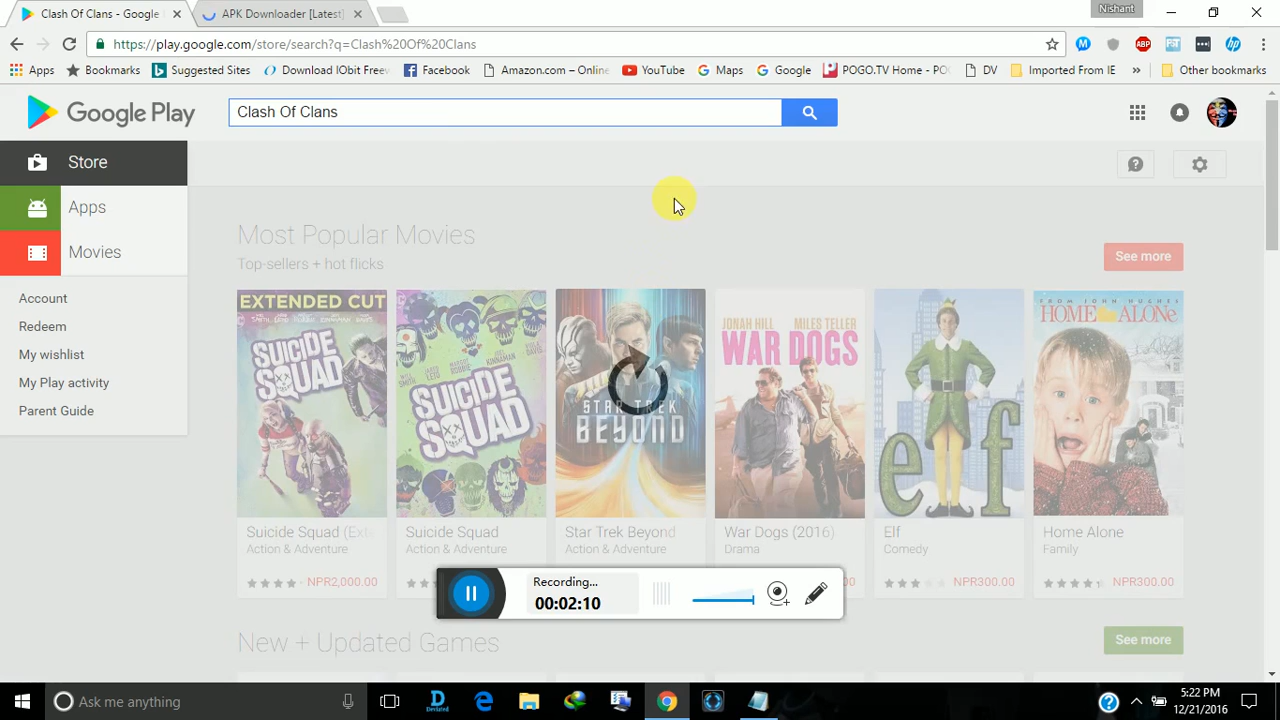 Clash Of Clans - Google
APK Downloader [Latest]
Nishant
https://play.google.com/store/search?q=Clash%20Of%20Clans
ABP
hp
Apps
Bookmarks
Suggested Sites
Download IObit Free
Facebook
Amazon.com – Online
YouTube
Maps
Google
POGO.TV Home - PO
DV
Imported From IE
»
Other bookmarks
Google Play
Clash Of Clans
Store
Apps
Movies
Account
Redeem
My wishlist
My Play activity
Parent Guide
Most Popular Movies
Top-sellers + hot flicks
See more
EXTENDED CUT
SUICIDE SQUAD
SUICIDE SQUAD
STAR TREK BEYOND
JONAH HILL MILES TELLER
WAR DOGS
elf
FROM JOHN HUGHES
HOME ALONe
Suicide Squad (Ext
Action & Adventure
NPR2,000.00
Suicide Squad
Action & Adventure
Star Trek Beyond
Action & Adventure
War Dogs (2016)
Drama
Elf
Comedy
NPR300.00
Home Alone
Family
NPR300.00
Recording...
00:02:10
New + Updated Games
See more
Ask me anything
5:22 PM
12/21/2016